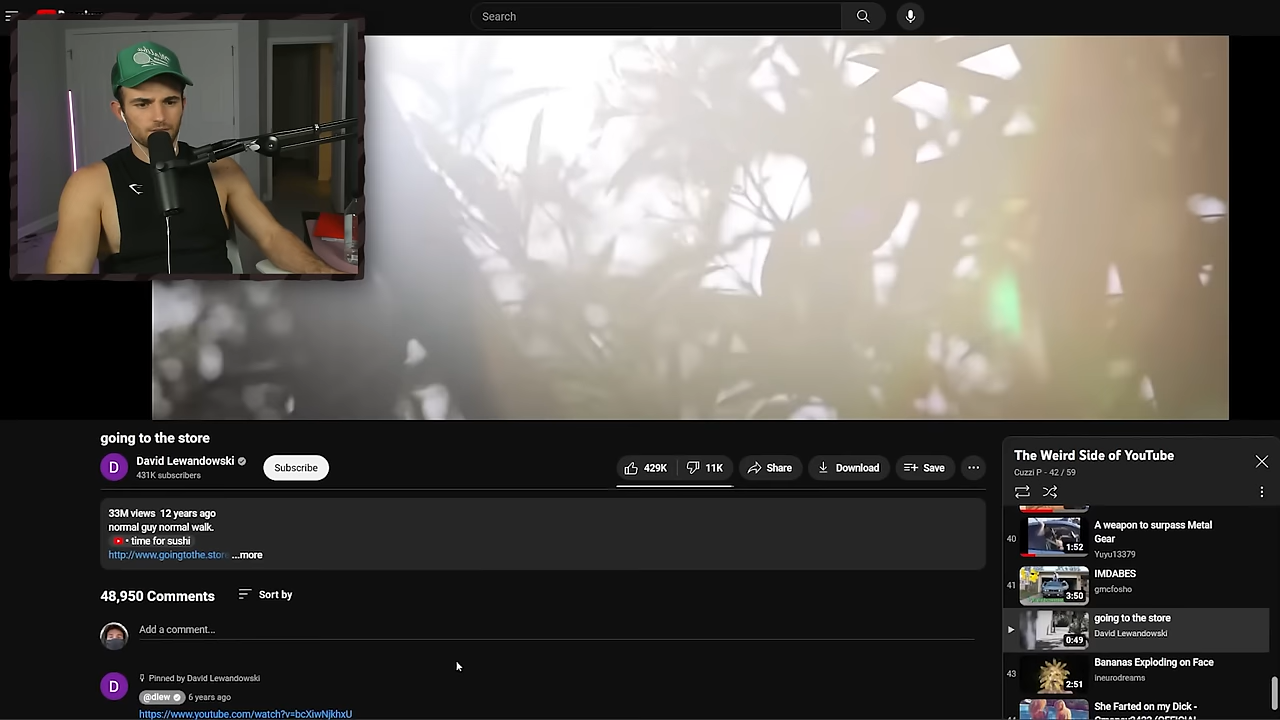 Search
going to the store
David Lewandowski
431K subscribers
Subscribe
429K
11K
Share
Download
Save
33M views 12 years ago
normal guy normal walk.
• time for sushi
http://www.goingtothe.store ...more
48,950 Comments
Sort by
Add a comment...
D
Pinned by David Lewandowski
@dlew 6 years ago
https://www.youtube.com/watch?v=bcXiwNjkhxU
D
The Weird Side of YouTube
Cuzzi P - 42 / 59
40
1:52
A weapon to surpass Metal
Gear
Yuyu13379
41
3:50
IMDABES
gmcfosho
0:49
going to the store
David Lewandowski
43
2:51
Bananas Exploding on Face
ineurodreams
She Farted on my Dick -